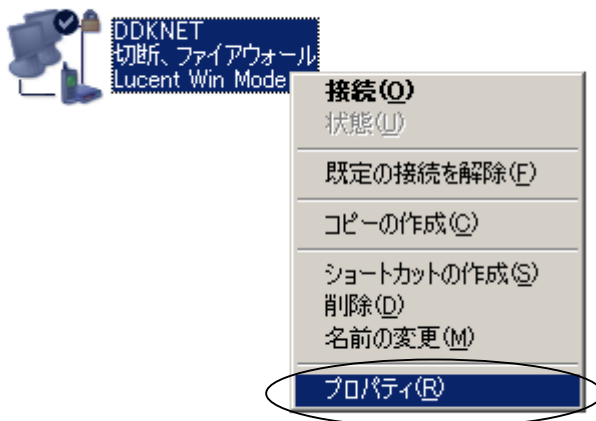 DDKNET
切断、ファイアウォール
Lucent Win Mode
接続(O)
状態(U)
既定の接続を解除(F)
コピーの作成(C)
ショートカットの作成(S)
削除(D)
名前の変更(M)
プロパティ(R)